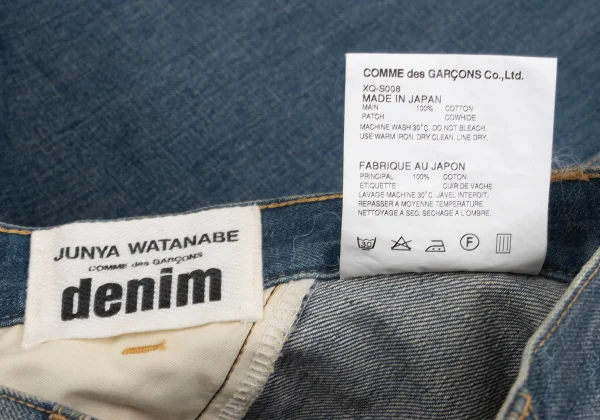 COMME des GARÇONS Co.,Ltd.
XQ-S008
MADE IN JAPAN
MAIN 100% COTTON
PATCH COWHIDE
MACHINE WASH 30°C. DO NOT BLEACH.
USE WARM IRON. DRY CLEAN. LINE DRY.
FABRIQUE AU JAPON
PRINCIPAL 100% COTON
ETIQUETTE CUIR DE VACHE
LAVAGE MACHINE 30°C. JAVEL INTERDIT.
REPASSER A MOYENNE TEMPERATURE
NETTOYAGE A SEC. SECHAGE A L'OMBRE.
30 F
JUNYA WATANABE
COMME des GARÇONS
denim